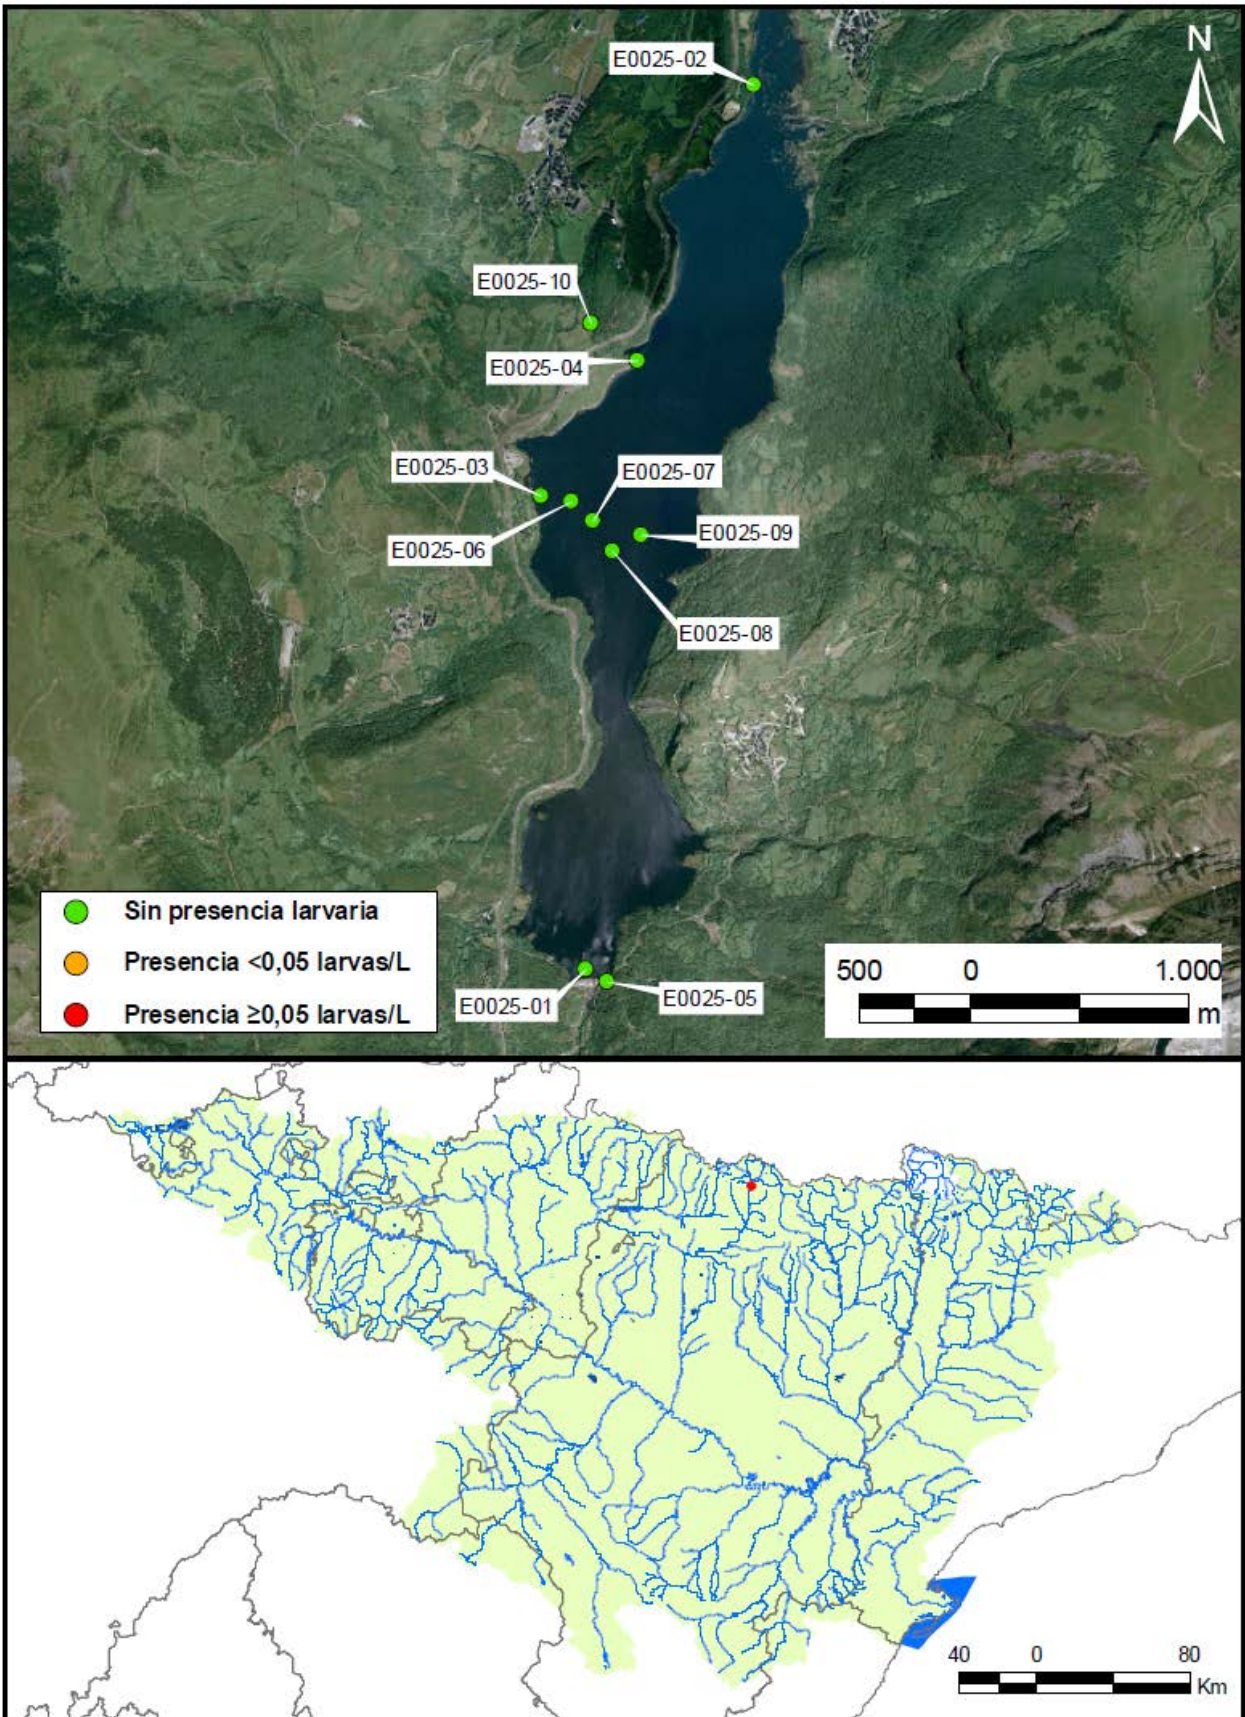 N
E0025-02
E0025-10
E0025-04
E0025-03
E0025-07
E0025-06
E0025-09
E0025-08
Sin presencia larvaria
Presencia <0,05 larvas/L
Presencia ≥0,05 larvas/L
E0025-01
E0025-05
500 0 1.000
m
40 0 80
Km